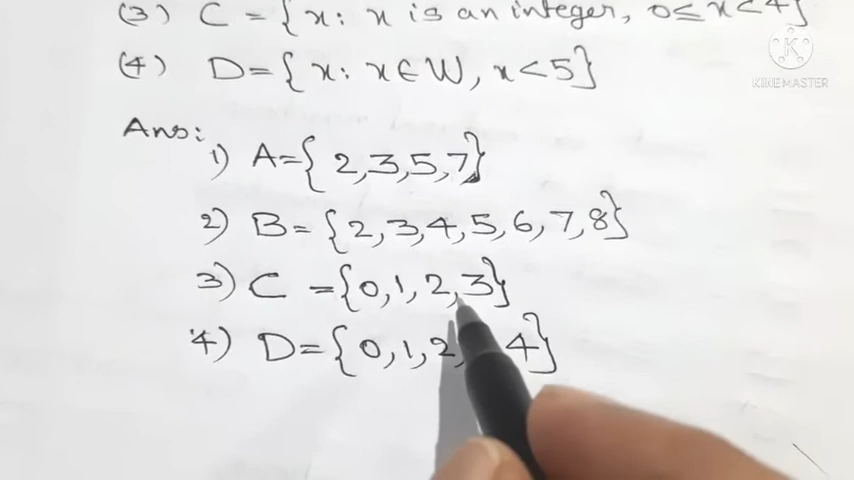 (3) C = {x: x is an integer, 0≤x<4}
(4) D={x: x∈W, x<5}
KINEMASTER
Ans:
1) A={2,3,5,7}
2) B={2,3,4,5,6,7,8}
3) C={0,1,2,3}
4) D={0,1,2, 4}